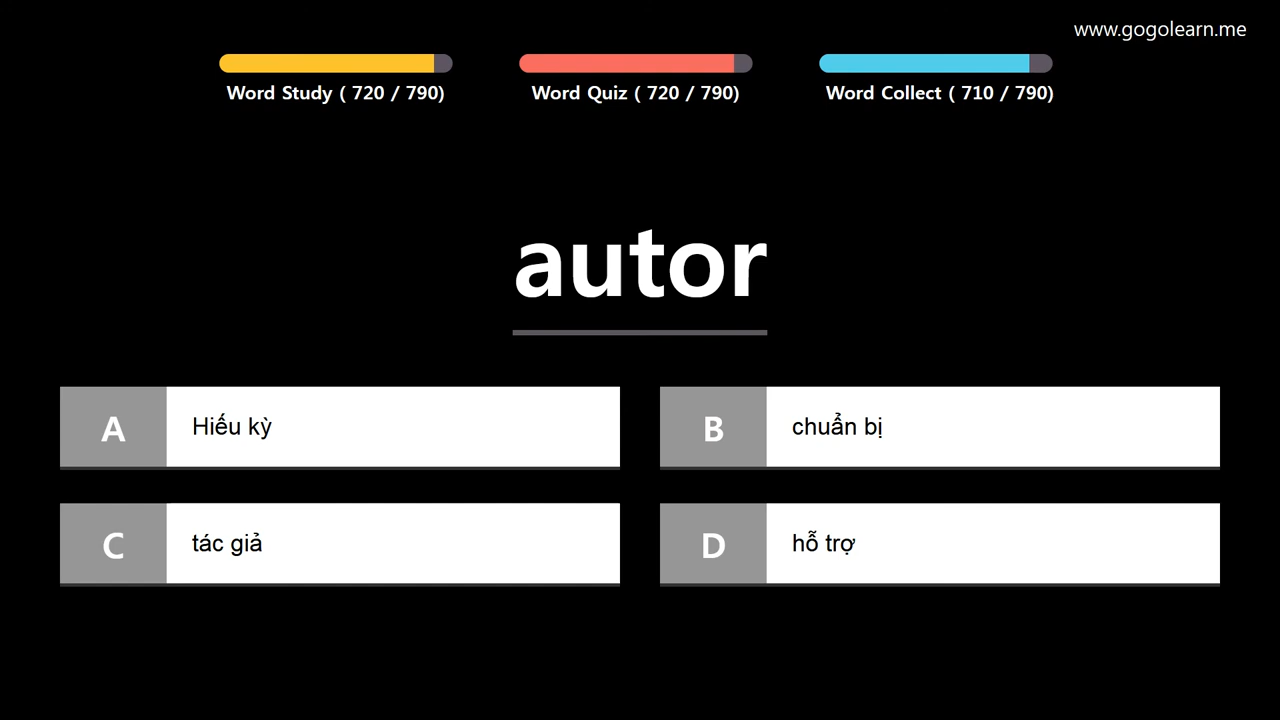 www.gogolearn.me
Word Study ( 720 / 790)
Word Quiz ( 720 / 790)
Word Collect ( 710 / 790)
autor
A
Hiếu kỳ
B
chuẩn bị
C
tác giả
D
hỗ trợ